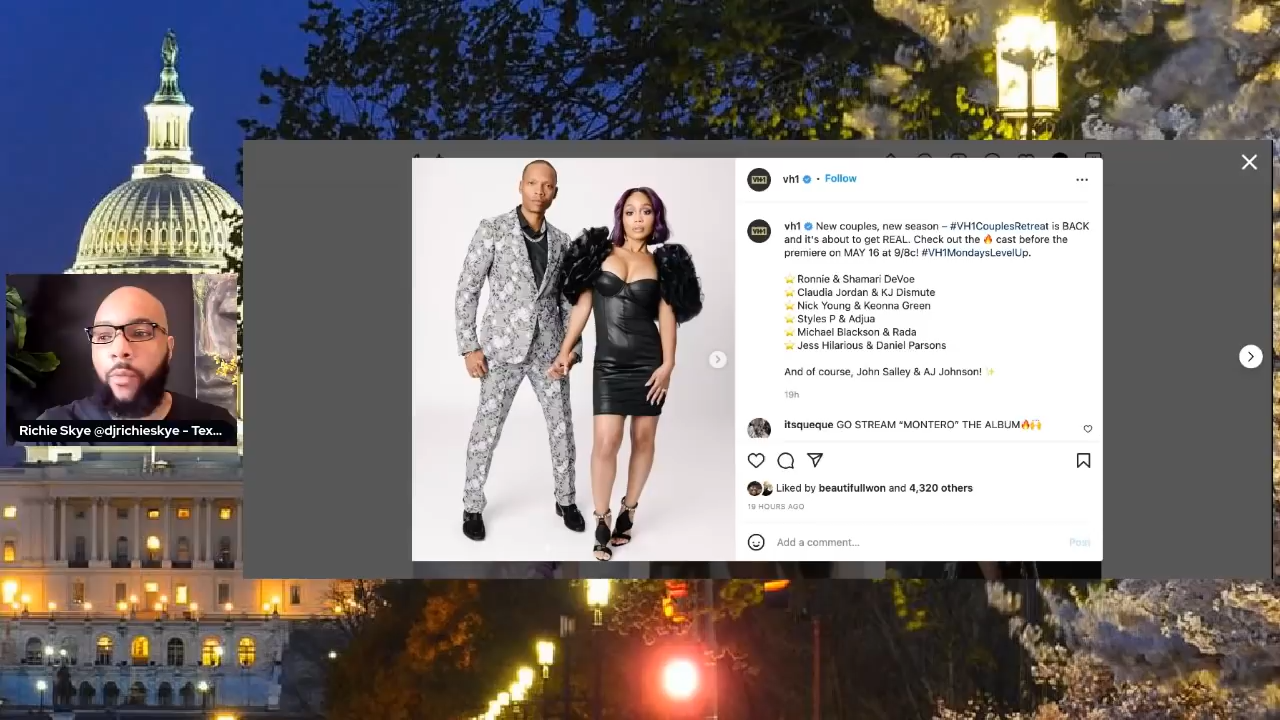 vh1 • Follow
vh1 New couples, new season – #VH1CouplesRetreat is BACK
and it's about to get REAL. Check out the 🔥 cast before the
premiere on MAY 16 at 9/8c! #VH1MondaysLevelUp.
⭐ Ronnie & Shamari DeVoe
⭐ Claudia Jordan & KJ Dismute
⭐ Nick Young & Keonna Green
⭐ Styles P & Adjua
⭐ Michael Blackson & Rada
⭐ Jess Hilarious & Daniel Parsons
And of course, John Salley & AJ Johnson! ✨
19h
itsqueque GO STREAM “MONTERO” THE ALBUM🔥🙌
Liked by beautifullwon and 4,320 others
19 HOURS AGO
Add a comment...
Post
Richie Skye @djrichieskye - Tex...